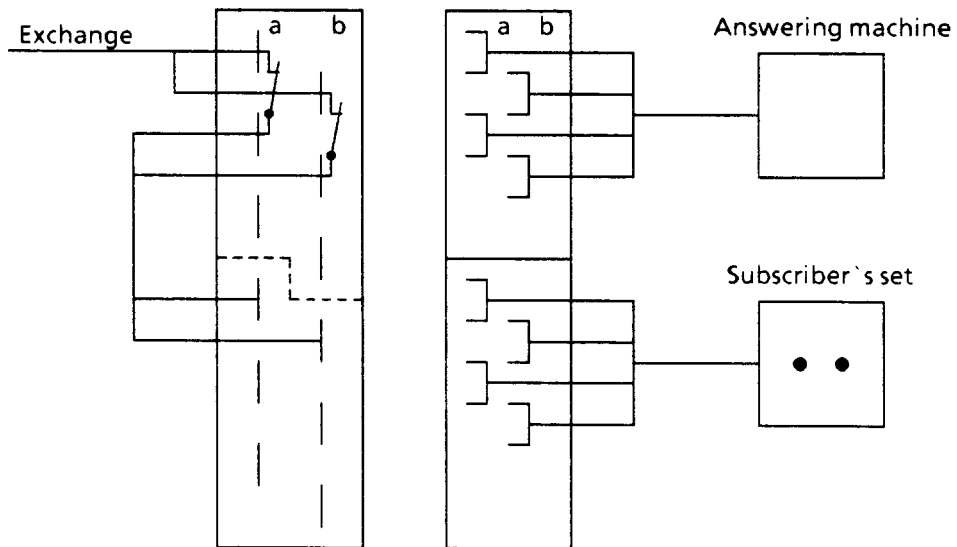 Exchange
a b
a b
Answering machine
Subscriber`s set